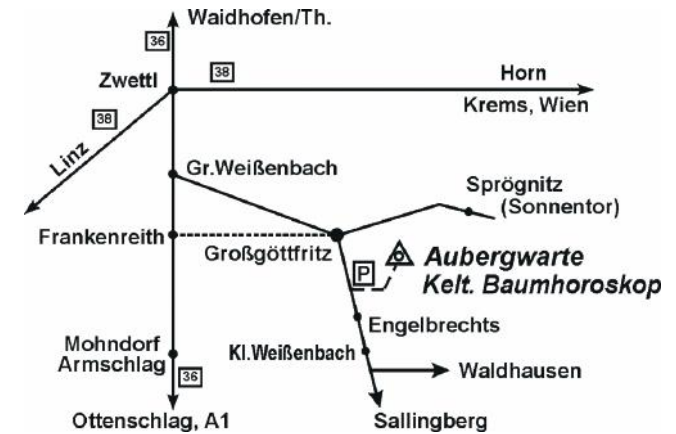 Waidhofen/Th.
36
Zwettl
38
Horn
Krems, Wien
38
Linz
Gr.Weißenbach
Sprögnitz
(Sonnentor)
Frankenreith
Großgöttfritz
P
Aubergwarte
Kelt. Baumhoroskop
Engelbrechts
Mohndorf
Armschlag
Kl.Weißenbach
36
Waldhausen
Ottenschlag, A1
Sallingberg